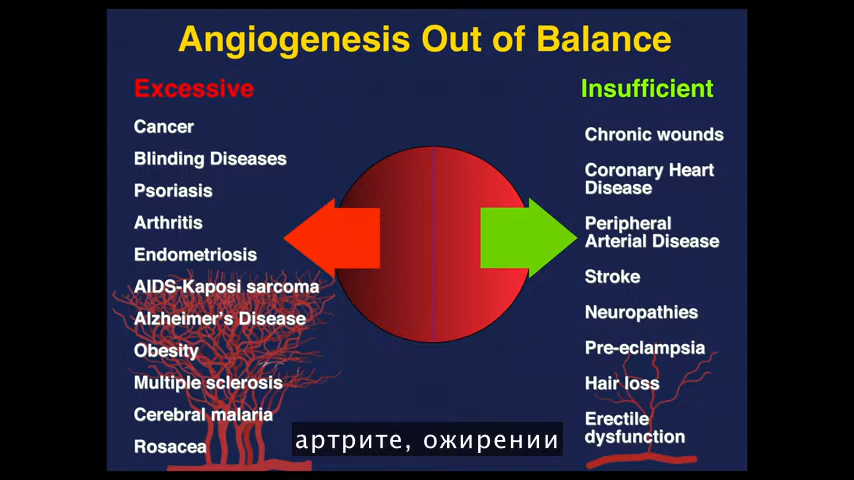 Angiogenesis Out of Balance
Excessive
Cancer
Blinding Diseases
Psoriasis
Arthritis
Endometriosis
AIDS-Kaposi sarcoma
Alzheimer's Disease
Obesity
Multiple sclerosis
Cerebral malaria
Rosacea
Insufficient
Chronic wounds
Coronary Heart
Disease
Peripheral
Arterial Disease
Stroke
Neuropathies
Pre-eclampsia
Hair loss
Erectile
dysfunction
артрите, ожирении